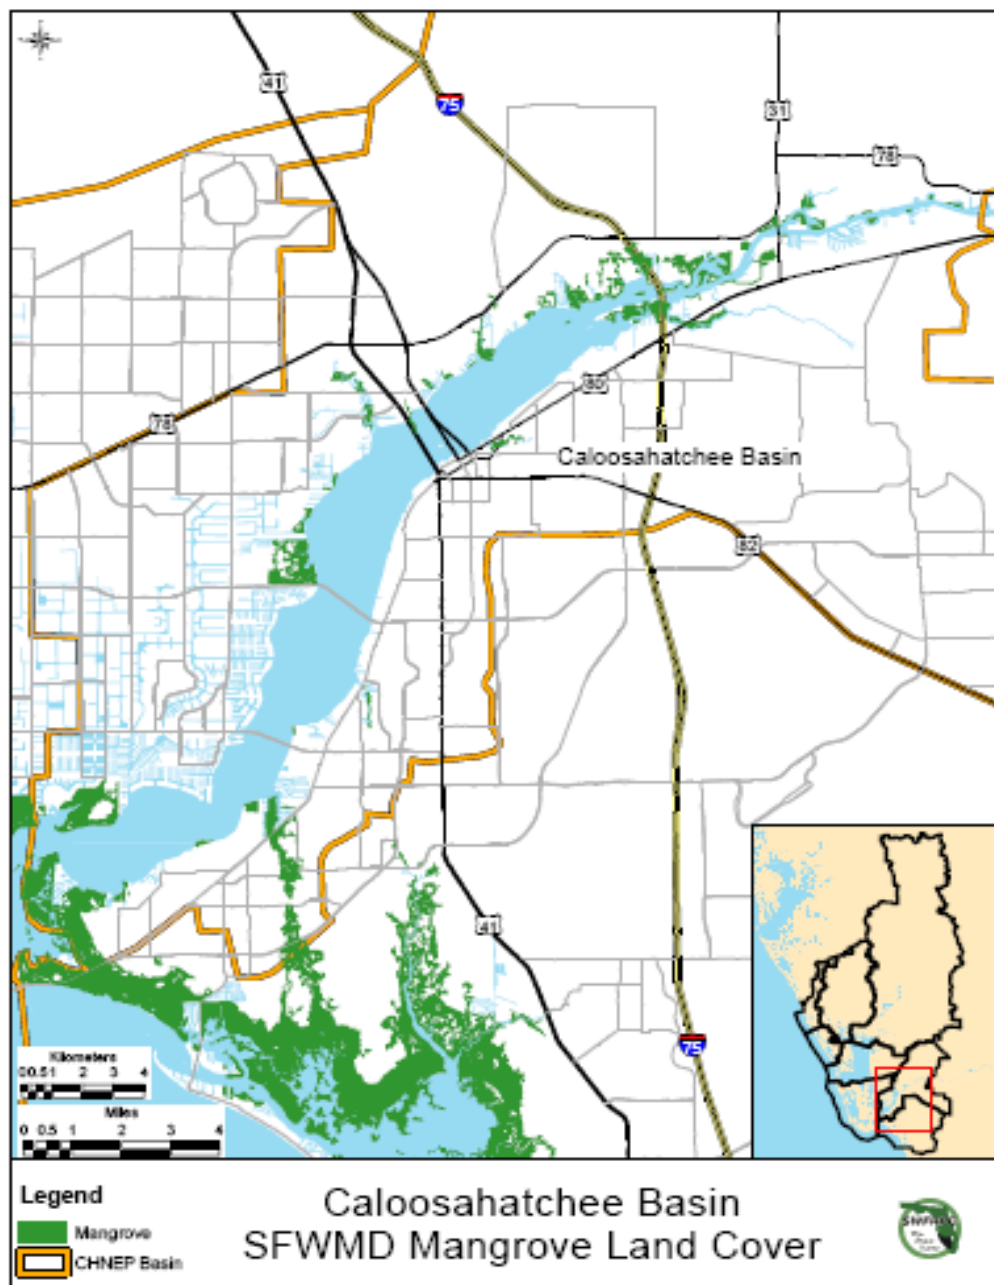 41
75
31
78
80
78
Caloosahatchee Basin
82
41
75
Kilometers
0 0.5 1 2 3 4
Miles
0 0.5 1 2 3 4
Legend
Mangrove
CHNEP Basin
Caloosahatchee Basin
SFWMD Mangrove Land Cover